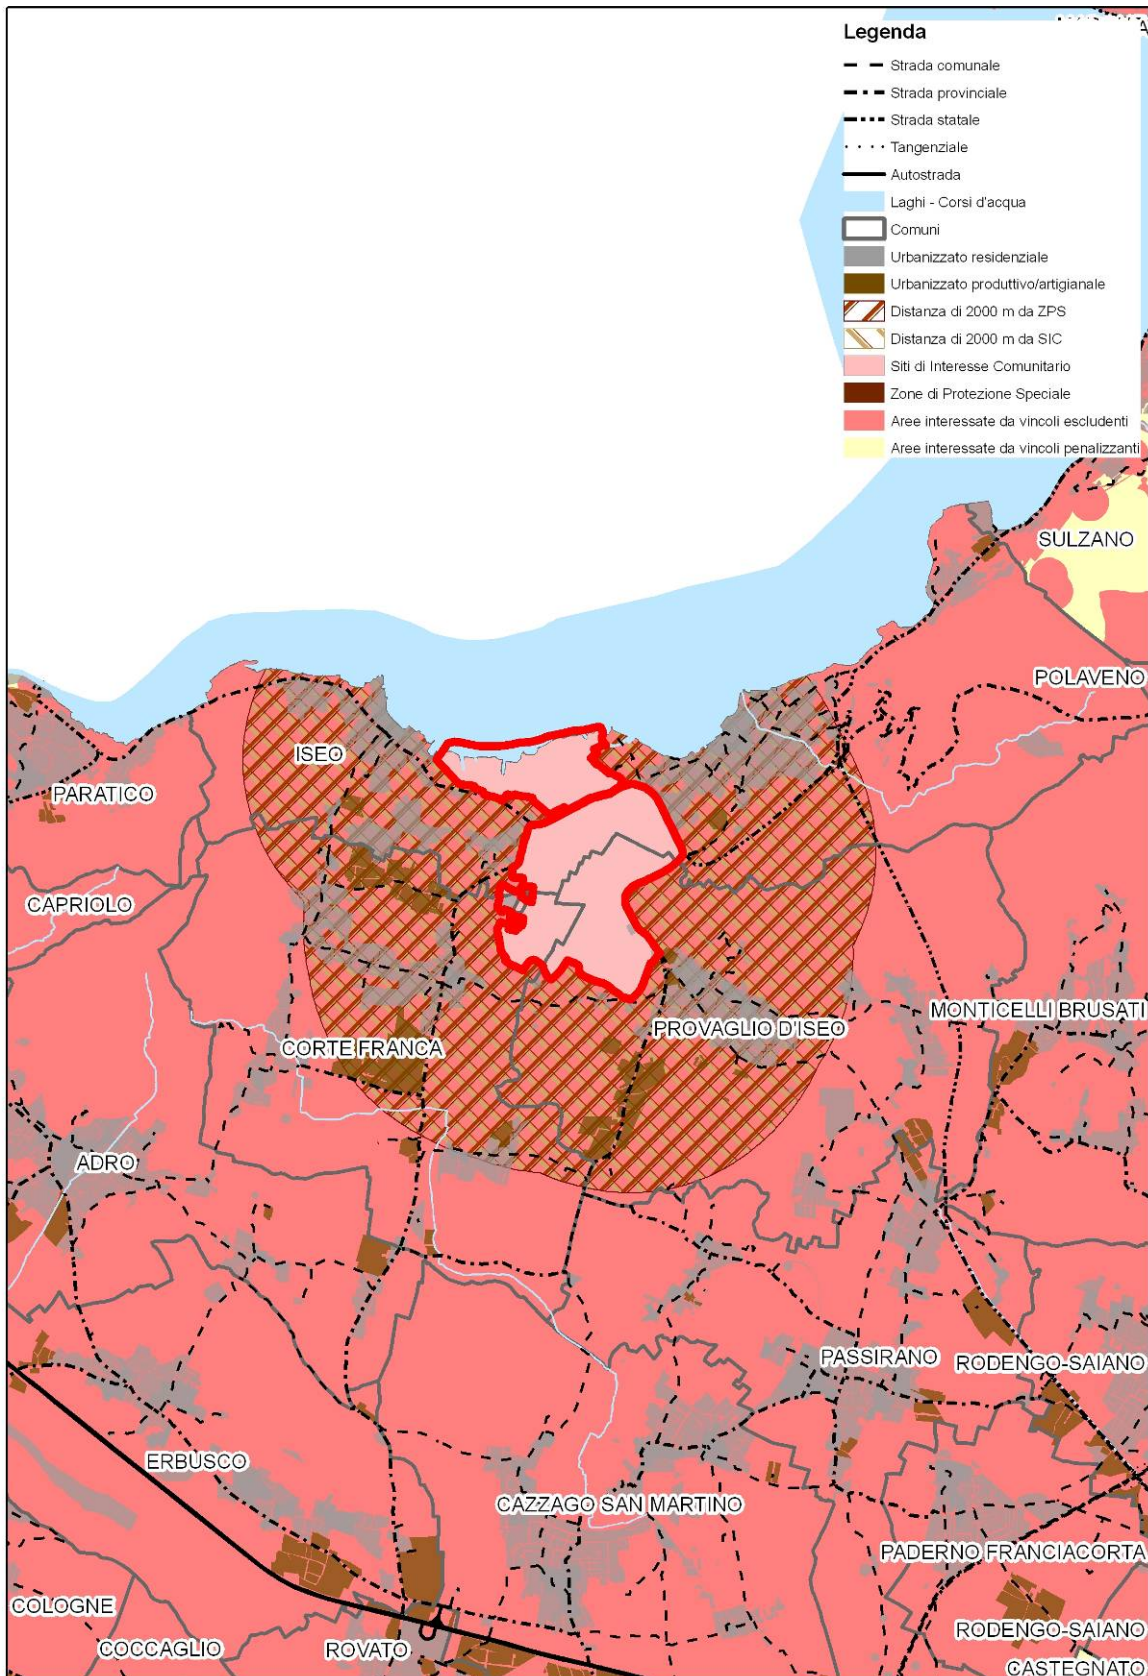 Legenda
Strada comunale
Strada provinciale
Strada statale
Tangenziale
Autostrada
Laghi - Corsi d'acqua
Comuni
Urbanizzato residenziale
Urbanizzato produttivo/artigianale
Distanza di 2000 m da ZPS
Distanza di 2000 m da SIC
Siti di Interesse Comunitario
Zone di Protezione Speciale
Aree interessate da vincoli escludenti
Aree interessate da vincoli penalizzanti
SULZANO
POLAVENO
ISEO
PARATICO
CAPRIOLO
MONTICELLI BRUSATI
PROVAGLIO D'ISEO
CORTE FRANCA
ADRO
PASSIRANO
RODENGO-SAIANO
ERBUSCO
CAZZAGO SAN MARTINO
PADERNO FRANCIACORTA
COLOGNE
RODENGO-SAIANO
COCCAGLIO
ROVATO
CASTEGNATO